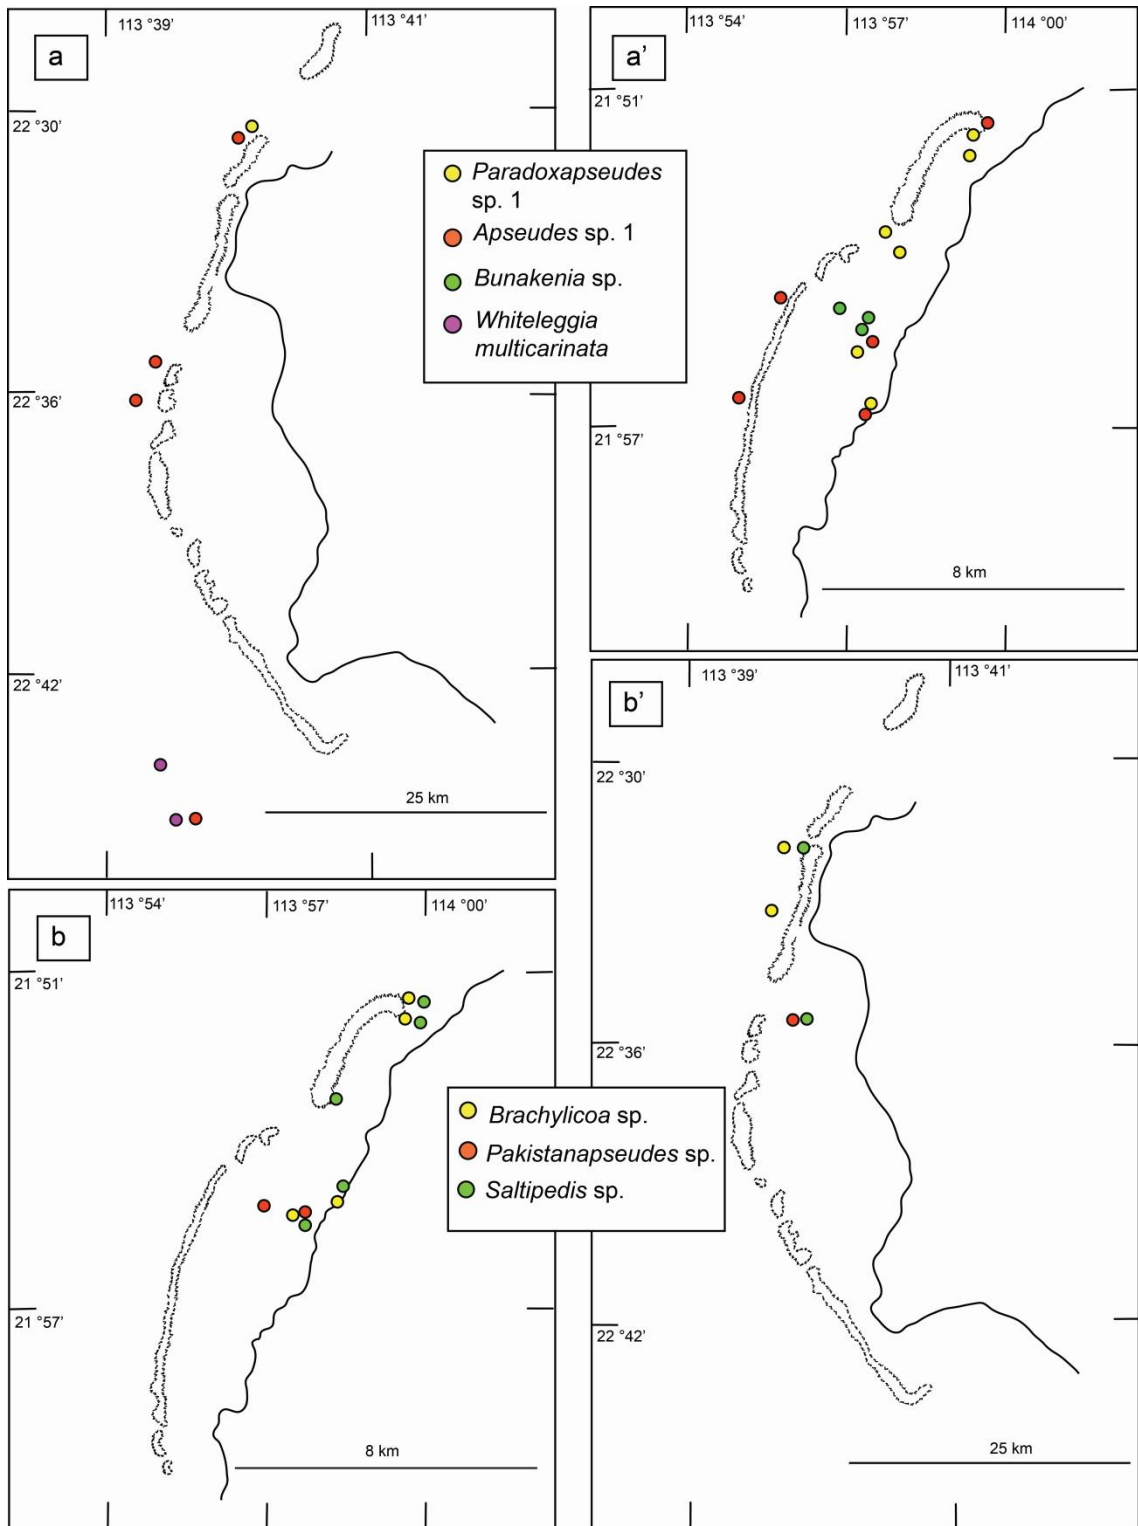 113 °39’ 113 °41’
a
22 °30’
22 °36’
22 °42’
25 km
113 °54’ 113 °57’ 114 °00’
a’
21 °51’
21 °57’
8 km
Paradoxapseudes
sp. 1
Apseudes sp. 1
Bunakenia sp.
Whiteleggia
multicarinata
113 °54’ 113 °57’ 114 °00’
b
21 °51’
21 °57’
8 km
113 °39’ 113 °41’
b’
22 °30’
22 °36’
22 °42’
25 km
Brachylicoa sp.
Pakistanapseudes sp.
Saltipedis sp.